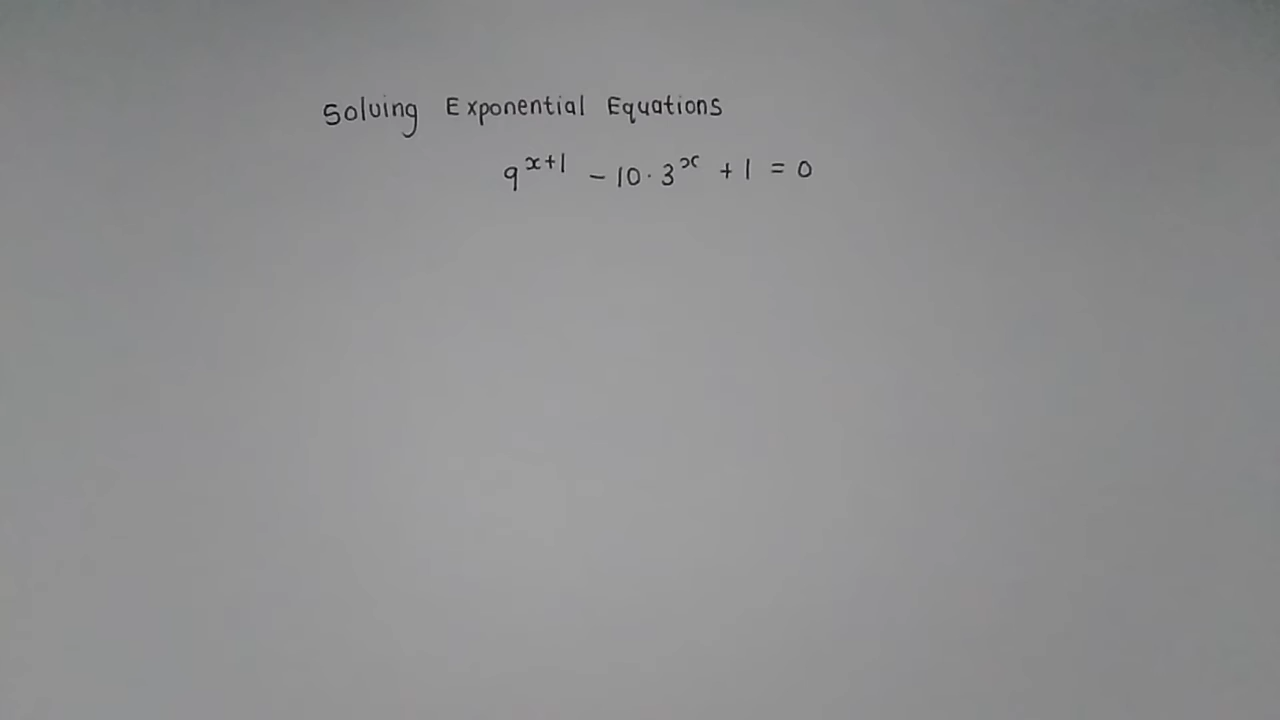 Solving Exponential Equations
9^{x+1} - 10 · 3^x + 1 = 0